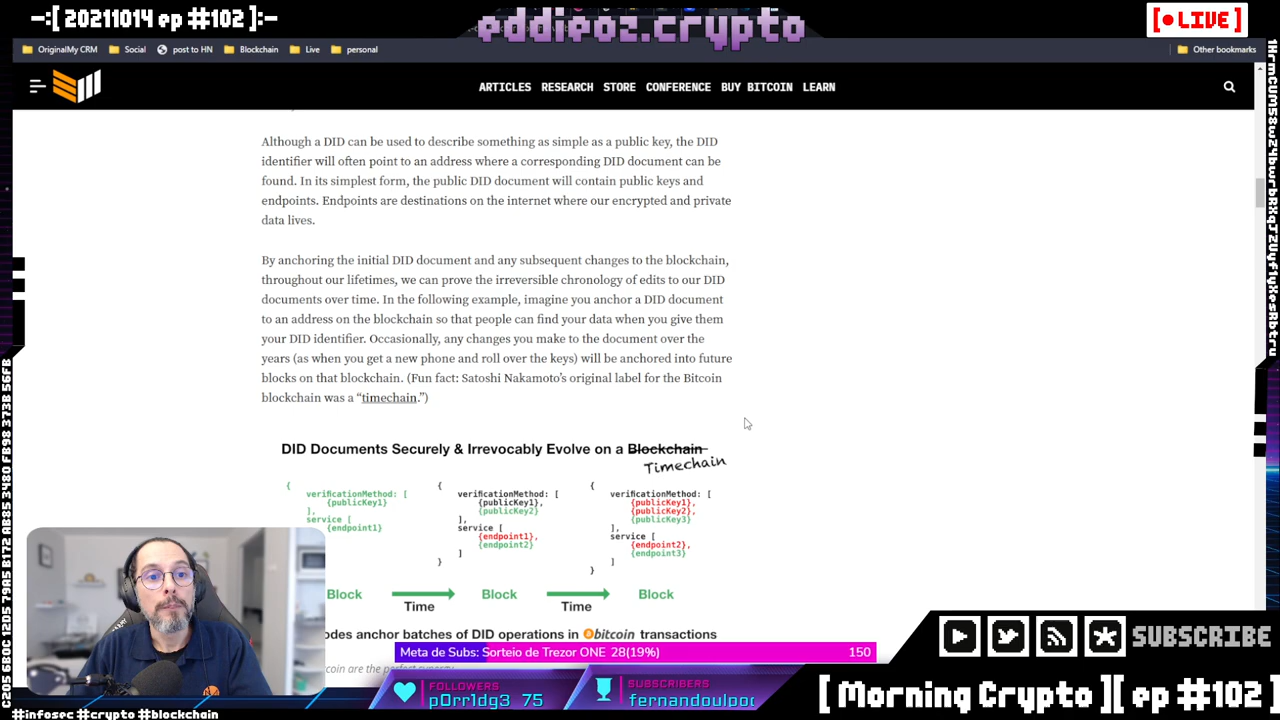 –:[ 20211014 ep #102 ]:–
eddieoz.crypto
[● LIVE]
OriginalMy CRM
Social
post to HN
Blockchain
Live
personal
Other bookmarks
ARTICLES
RESEARCH
STORE
CONFERENCE
BUY BITCOIN
LEARN
Although a DID can be used to describe something as simple as a public key, the DID
identifier will often point to an address where a corresponding DID document can be
found. In its simplest form, the public DID document will contain public keys and
endpoints. Endpoints are destinations on the internet where our encrypted and private
data lives.
By anchoring the initial DID document and any subsequent changes to the blockchain,
throughout our lifetimes, we can prove the irreversible chronology of edits to our DID
documents over time. In the following example, imagine you anchor a DID document
to an address on the blockchain so that people can find your data when you give them
your DID identifier. Occasionally, any changes you make to the document over the
years (as when you get a new phone and roll over the keys) will be anchored into future
blocks on that blockchain. (Fun fact: Satoshi Nakamoto’s original label for the Bitcoin
blockchain was a “timechain.”)
DID Documents Securely & Irrevocably Evolve on a Blockchain
Timechain
{
verificationMethod: [
{publicKey1}
],
service [
{endpoint1}
{
verificationMethod: [
{publicKey1},
{publicKey2}
],
service [
{endpoint1},
{endpoint2}
]
}
{
verificationMethod: [
{publicKey1},
{publicKey2},
{publicKey3}
],
service [
{endpoint2},
{endpoint3}
]
}
Block
Time
Block
Time
Block
odes anchor batches of DID operations in bitcoin transactions
coin are the perfect synergy
Meta de Subs: Sorteio de Trezor ONE 28(19%)
150
FOLLOWERS
p0rr1dg3_75
SUBSCRIBERS
fernandoulpoc
SUBSCRIBE
[ Morning Crypto ][ ep #102 ]
#infosec #crypto #blockchain